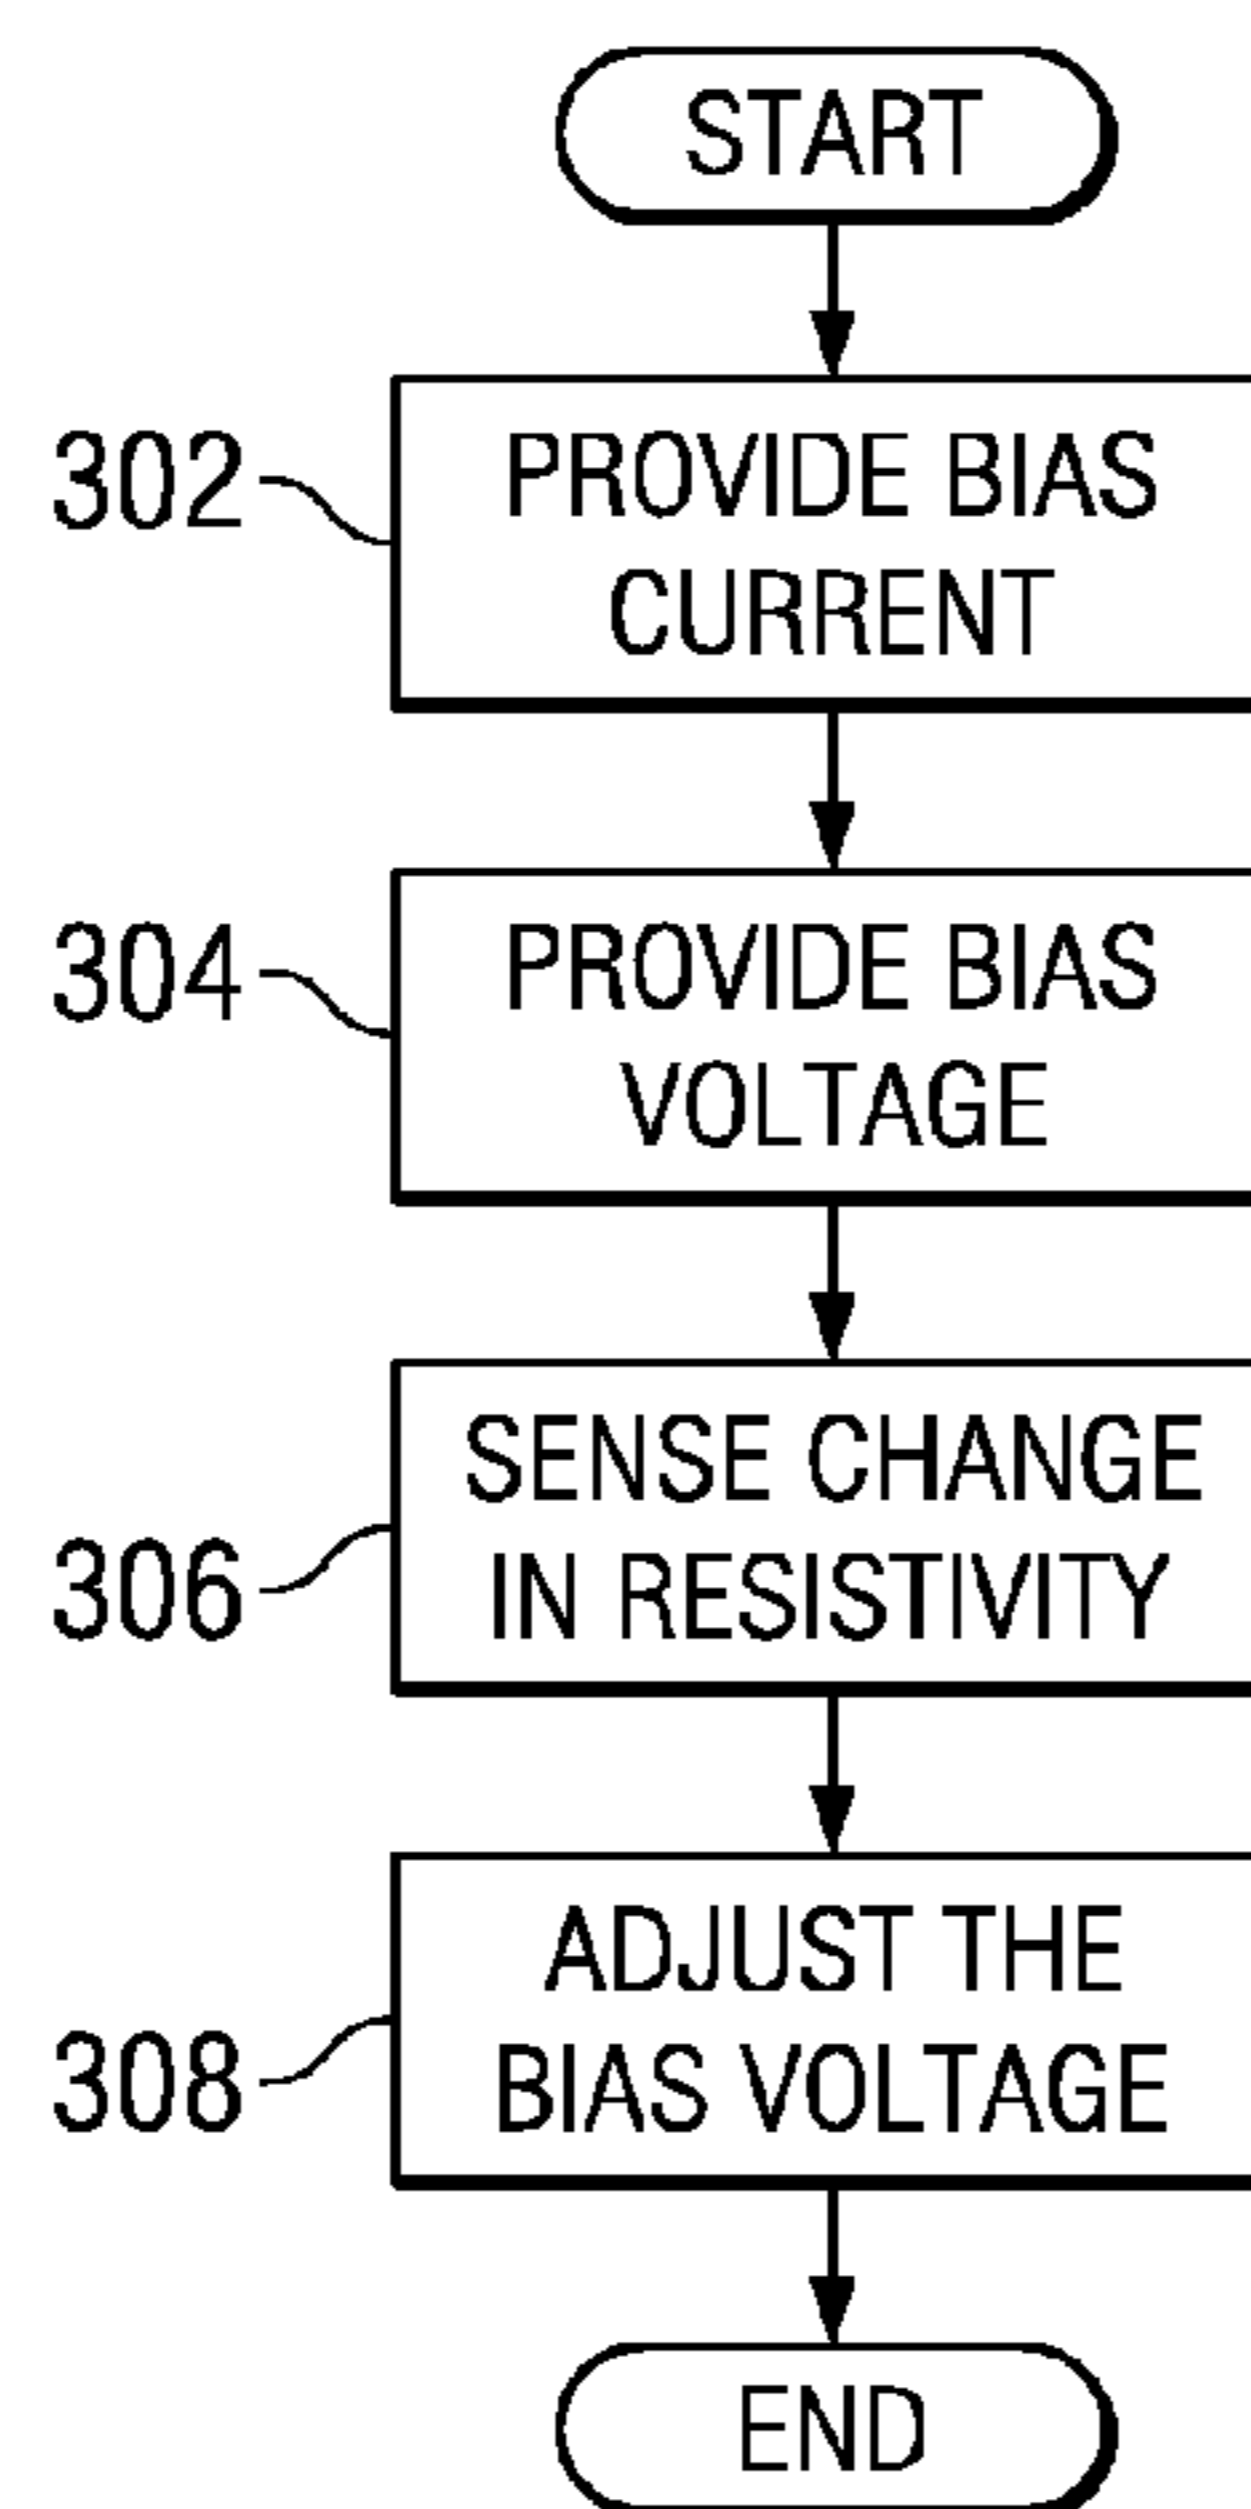 START
302
PROVIDE BIAS
CURRENT
304
PROVIDE BIAS
VOLTAGE
306
SENSE CHANGE
IN RESISTIVITY
308
ADJUST THE
BIAS VOLTAGE
END